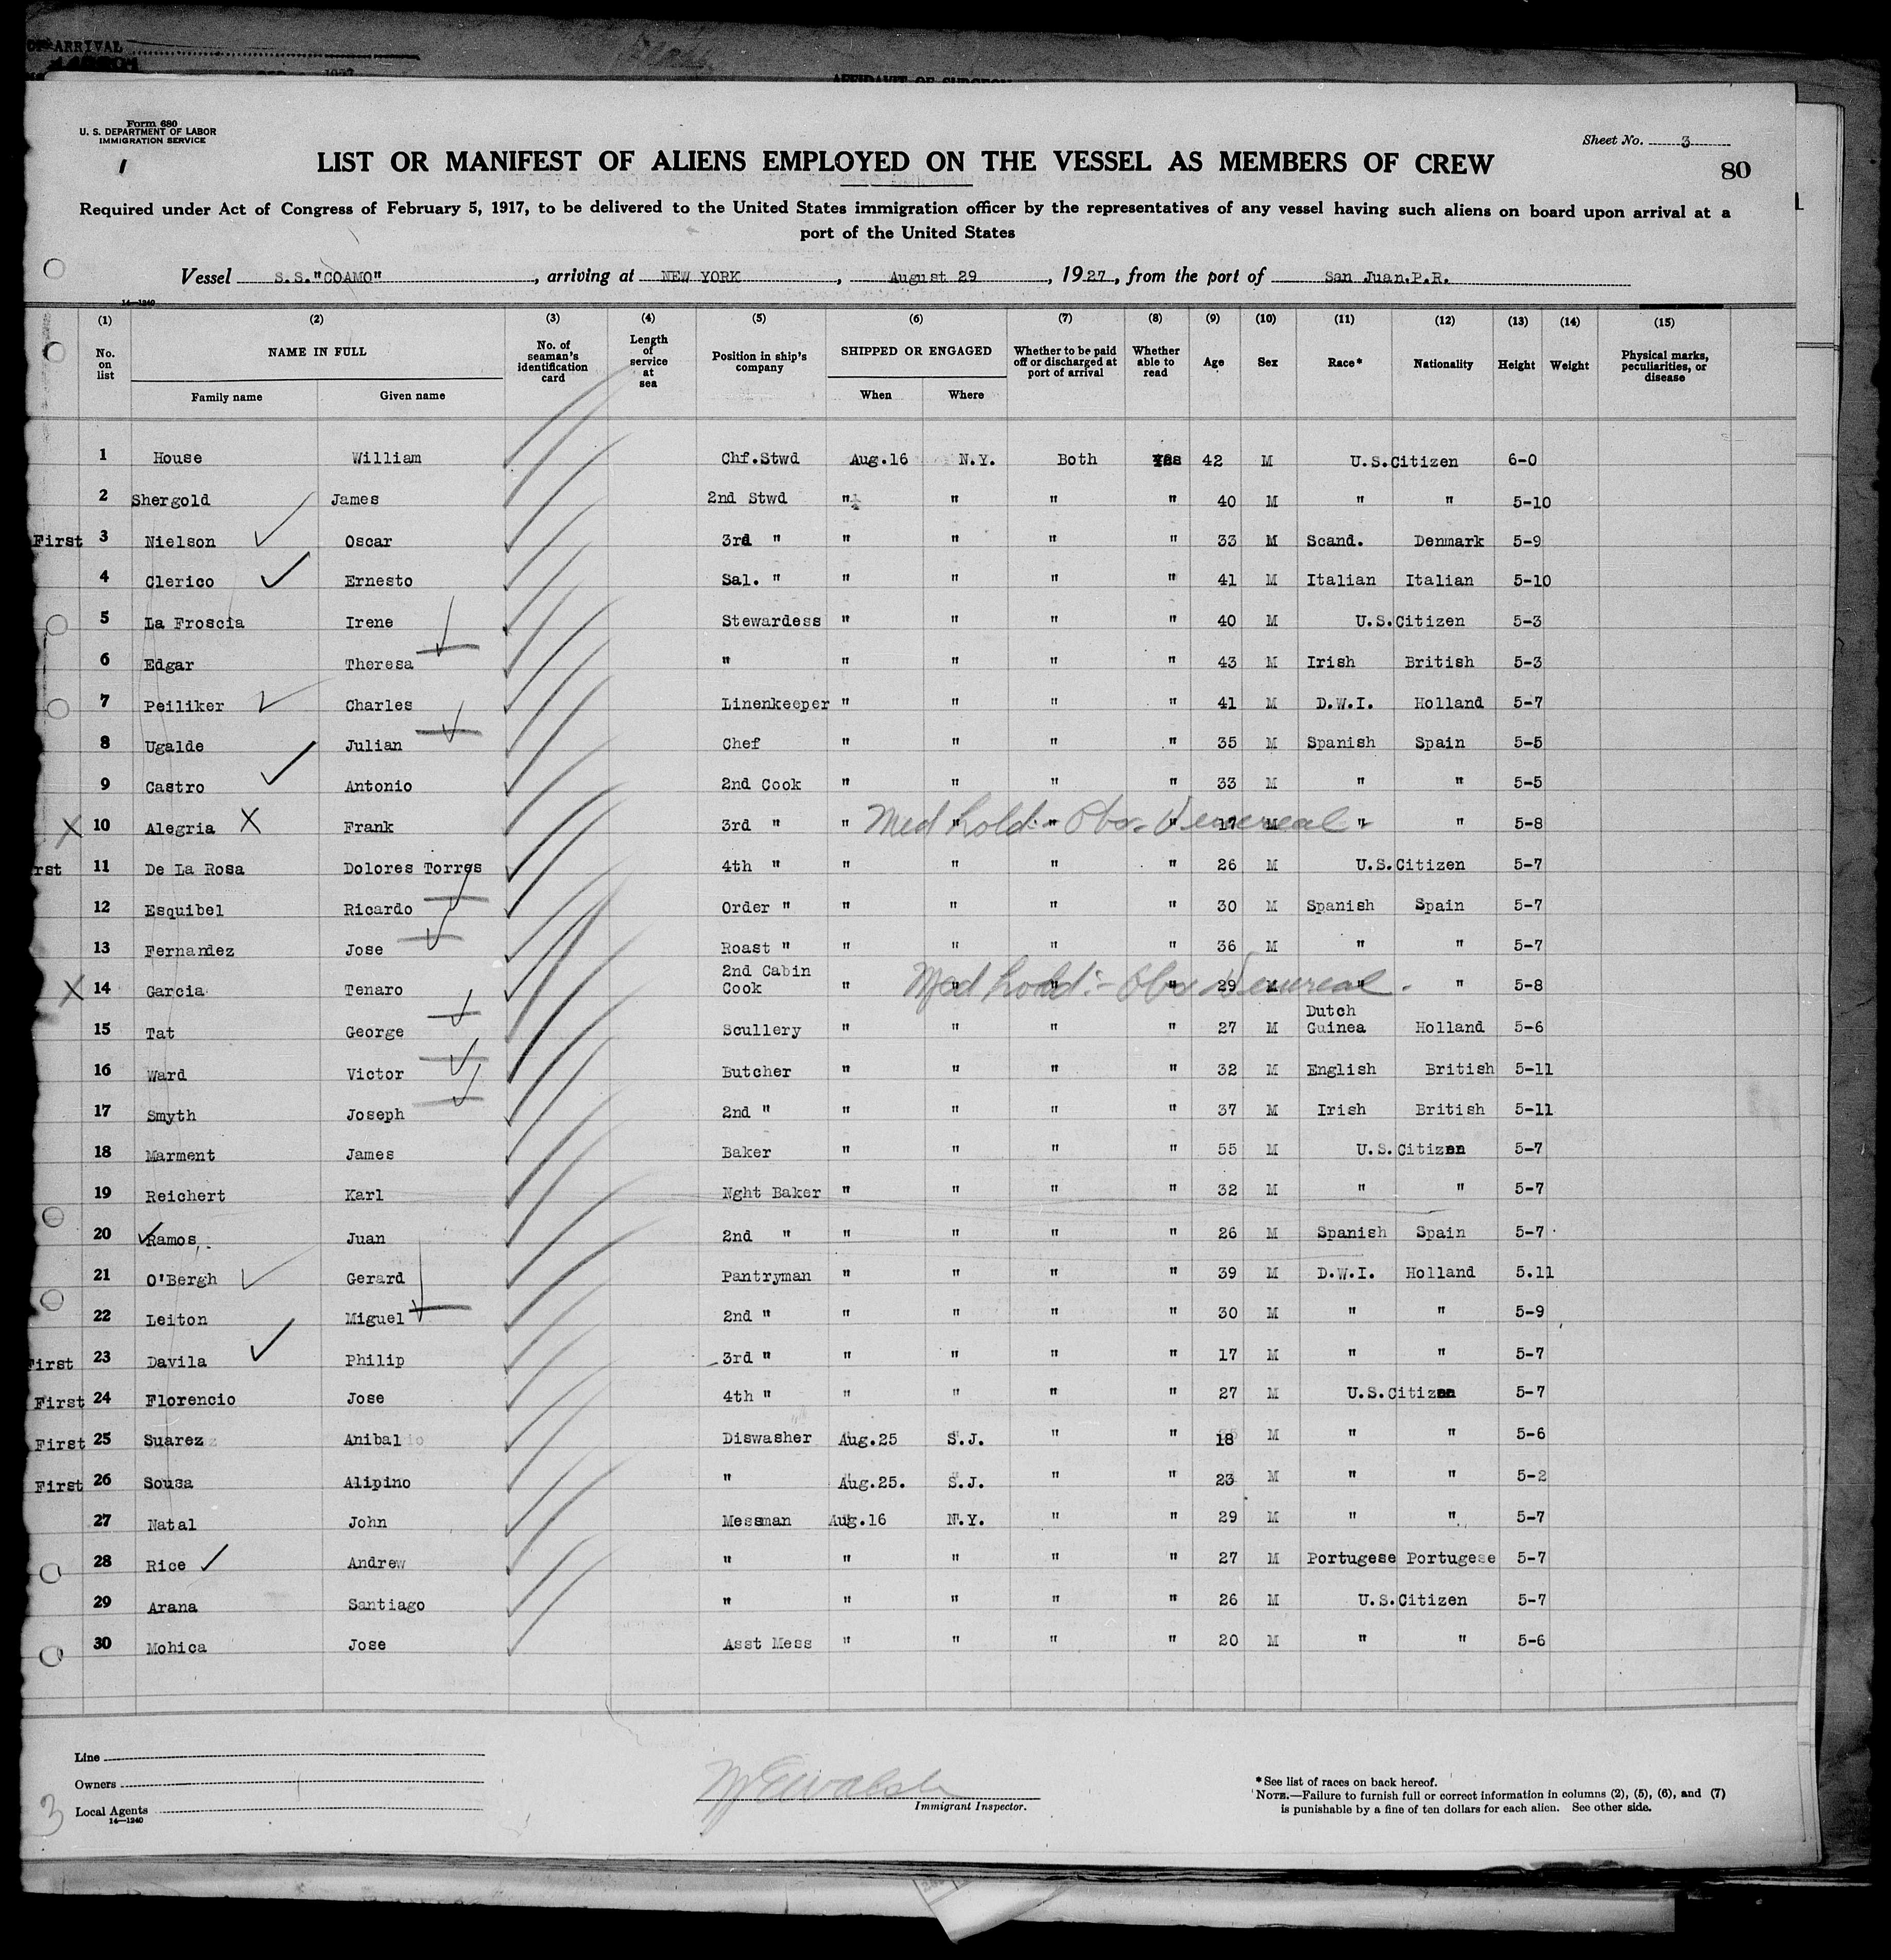 OF ARRIVAL
AFFIDAVIT OF SURGEON
Form 680
U. S. DEPARTMENT OF LABOR
IMMIGRATION SERVICE
Sheet No. 3
80
LIST OR MANIFEST OF ALIENS EMPLOYED ON THE VESSEL AS MEMBERS OF CREW
Required under Act of Congress of February 5, 1917, to be delivered to the United States immigration officer by the representatives of any vessel having such aliens on board upon arrival at a
port of the United States
Vessel S.S."COAMO", arriving at NEW YORK, August 29, 1927, from the port of San Juan.P.R.
14—1240
(1) (2) (3) (4) (5) (6) (7) (8) (9) (10) (11) (12) (13) (14) (15)
No. on list NAME IN FULL No. of seaman's identification card Length of service at sea Position in ship's company SHIPPED OR ENGAGED Whether to be paid off or discharged at port of arrival Whether able to read Age Sex Race* Nationality Height Weight Physical marks, peculiarities, or disease
Family name Given name When Where
1 House William Chf.Stwd Aug.16 N.Y. Both Yes 42 M U.S.Citizen 6-0
2 Shergold James 2nd Stwd " " " " 40 M " " 5-10
First 3 Nielson Oscar 3rd " " " " " 33 M Scand. Denmark 5-9
4 Clerico Ernesto Sal. " " " " " 41 M Italian Italian 5-10
5 La Froscia Irene Stewardess " " " " 40 M U.S.Citizen 5-3
6 Edgar Theresa " " " " " 43 M Irish British 5-3
7 Peiliker Charles Linenkeeper " " " " 41 M D.W.I. Holland 5-7
8 Ugalde Julian Chef " " " " 35 M Spanish Spain 5-5
9 Castro Antonio 2nd Cook " " " " 33 M " " 5-5
X 10 Alegria X Frank 3rd " " " " " M " " 5-8 Med hold:- Obs. Venereal.
rst 11 De La Rosa Dolores Torres 4th " " " " " 26 M U.S.Citizen 5-7
12 Esquibel Ricardo Order " " " " " 30 M Spanish Spain 5-7
13 Fernandez Jose Roast " " " " " 36 M " " 5-7
X 14 Garcia Tenaro 2nd Cabin Cook " " " " 29 M " " 5-8 Med hold:- Obs Venereal.
15 Tat George Scullery " " " " 27 M Dutch Guinea Holland 5-6
16 Ward Victor Butcher " " " " 32 M English British 5-11
17 Smyth Joseph 2nd " " " " " 37 M Irish British 5-11
18 Marment James Baker " " " " 55 M U.S.Citizen 5-7
19 Reichert Karl Nght Baker " " " " 32 M " " 5-7
20 Ramos Juan 2nd " " " " " 26 M Spanish Spain 5-7
21 O'Bergh Gerard Pantryman " " " " 39 M D.W.I. Holland 5.11
22 Leiton Miguel 2nd " " " " " 30 M " " 5-9
First 23 Davila Philip 3rd " " " " " 17 M " " 5-7
First 24 Florencio Jose 4th " " " " " 27 M U.S.Citizen 5-7
First 25 Suarez Anibal Diswasher Aug.25 S.J. " " 18 M " " 5-6
First 26 Sousa Alipino " Aug.25. S.J. " " 23 M " " 5-2
27 Natal John Messman Aug.16 N.Y. " " 29 M " " 5-7
28 Rice Andrew " " " " " 27 M Portugese Portugese 5-7
29 Arana Santiago " " " " " 26 M U.S.Citizen 5-7
30 Mohica Jose Asst Mess " " " " 20 M " " 5-6
Line
Owners
Local Agents
14—1240
3
Immigrant Inspector.
*See list of races on back hereof.
NOTE.—Failure to furnish full or correct information in columns (2), (5), (6), and (7)
is punishable by a fine of ten dollars for each alien. See other side.